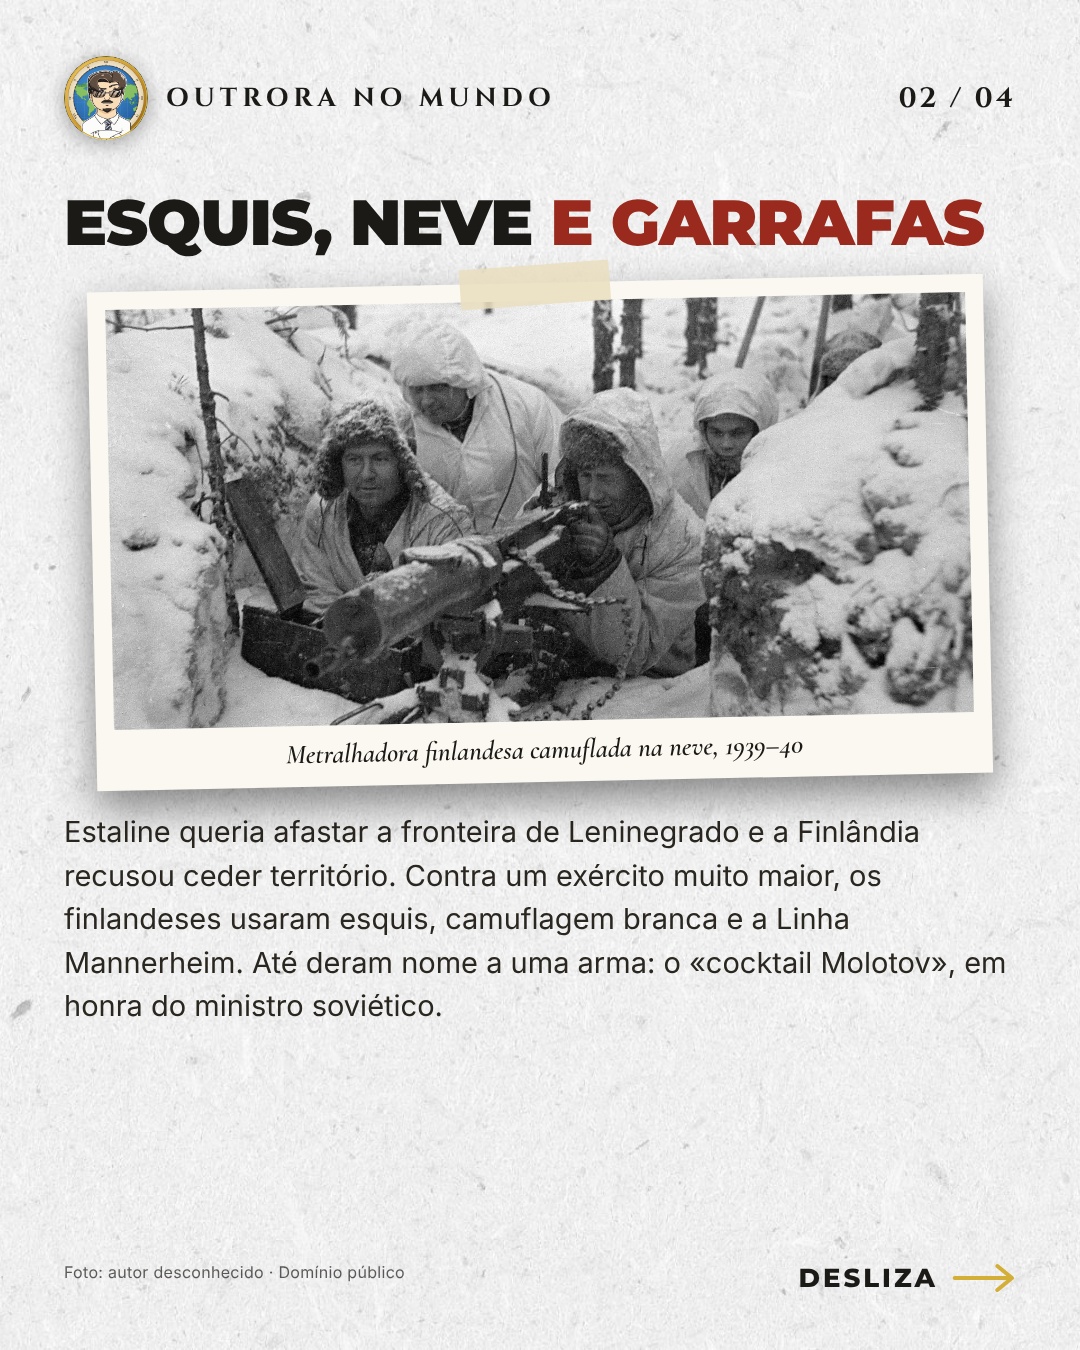 OUTRORA NO MUNDO
02 / 04
ESQUIS, NEVE E GARRAFAS
Metralhadora finlandesa camuflada na neve, 1939–40
Estaline queria afastar a fronteira de Leninegrado e a Finlândia
recusou ceder território. Contra um exército muito maior, os
finlandeses usaram esquis, camuflagem branca e a Linha
Mannerheim. Até deram nome a uma arma: o «cocktail Molotov», em
honra do ministro soviético.
Foto: autor desconhecido · Domínio público
DESLIZA